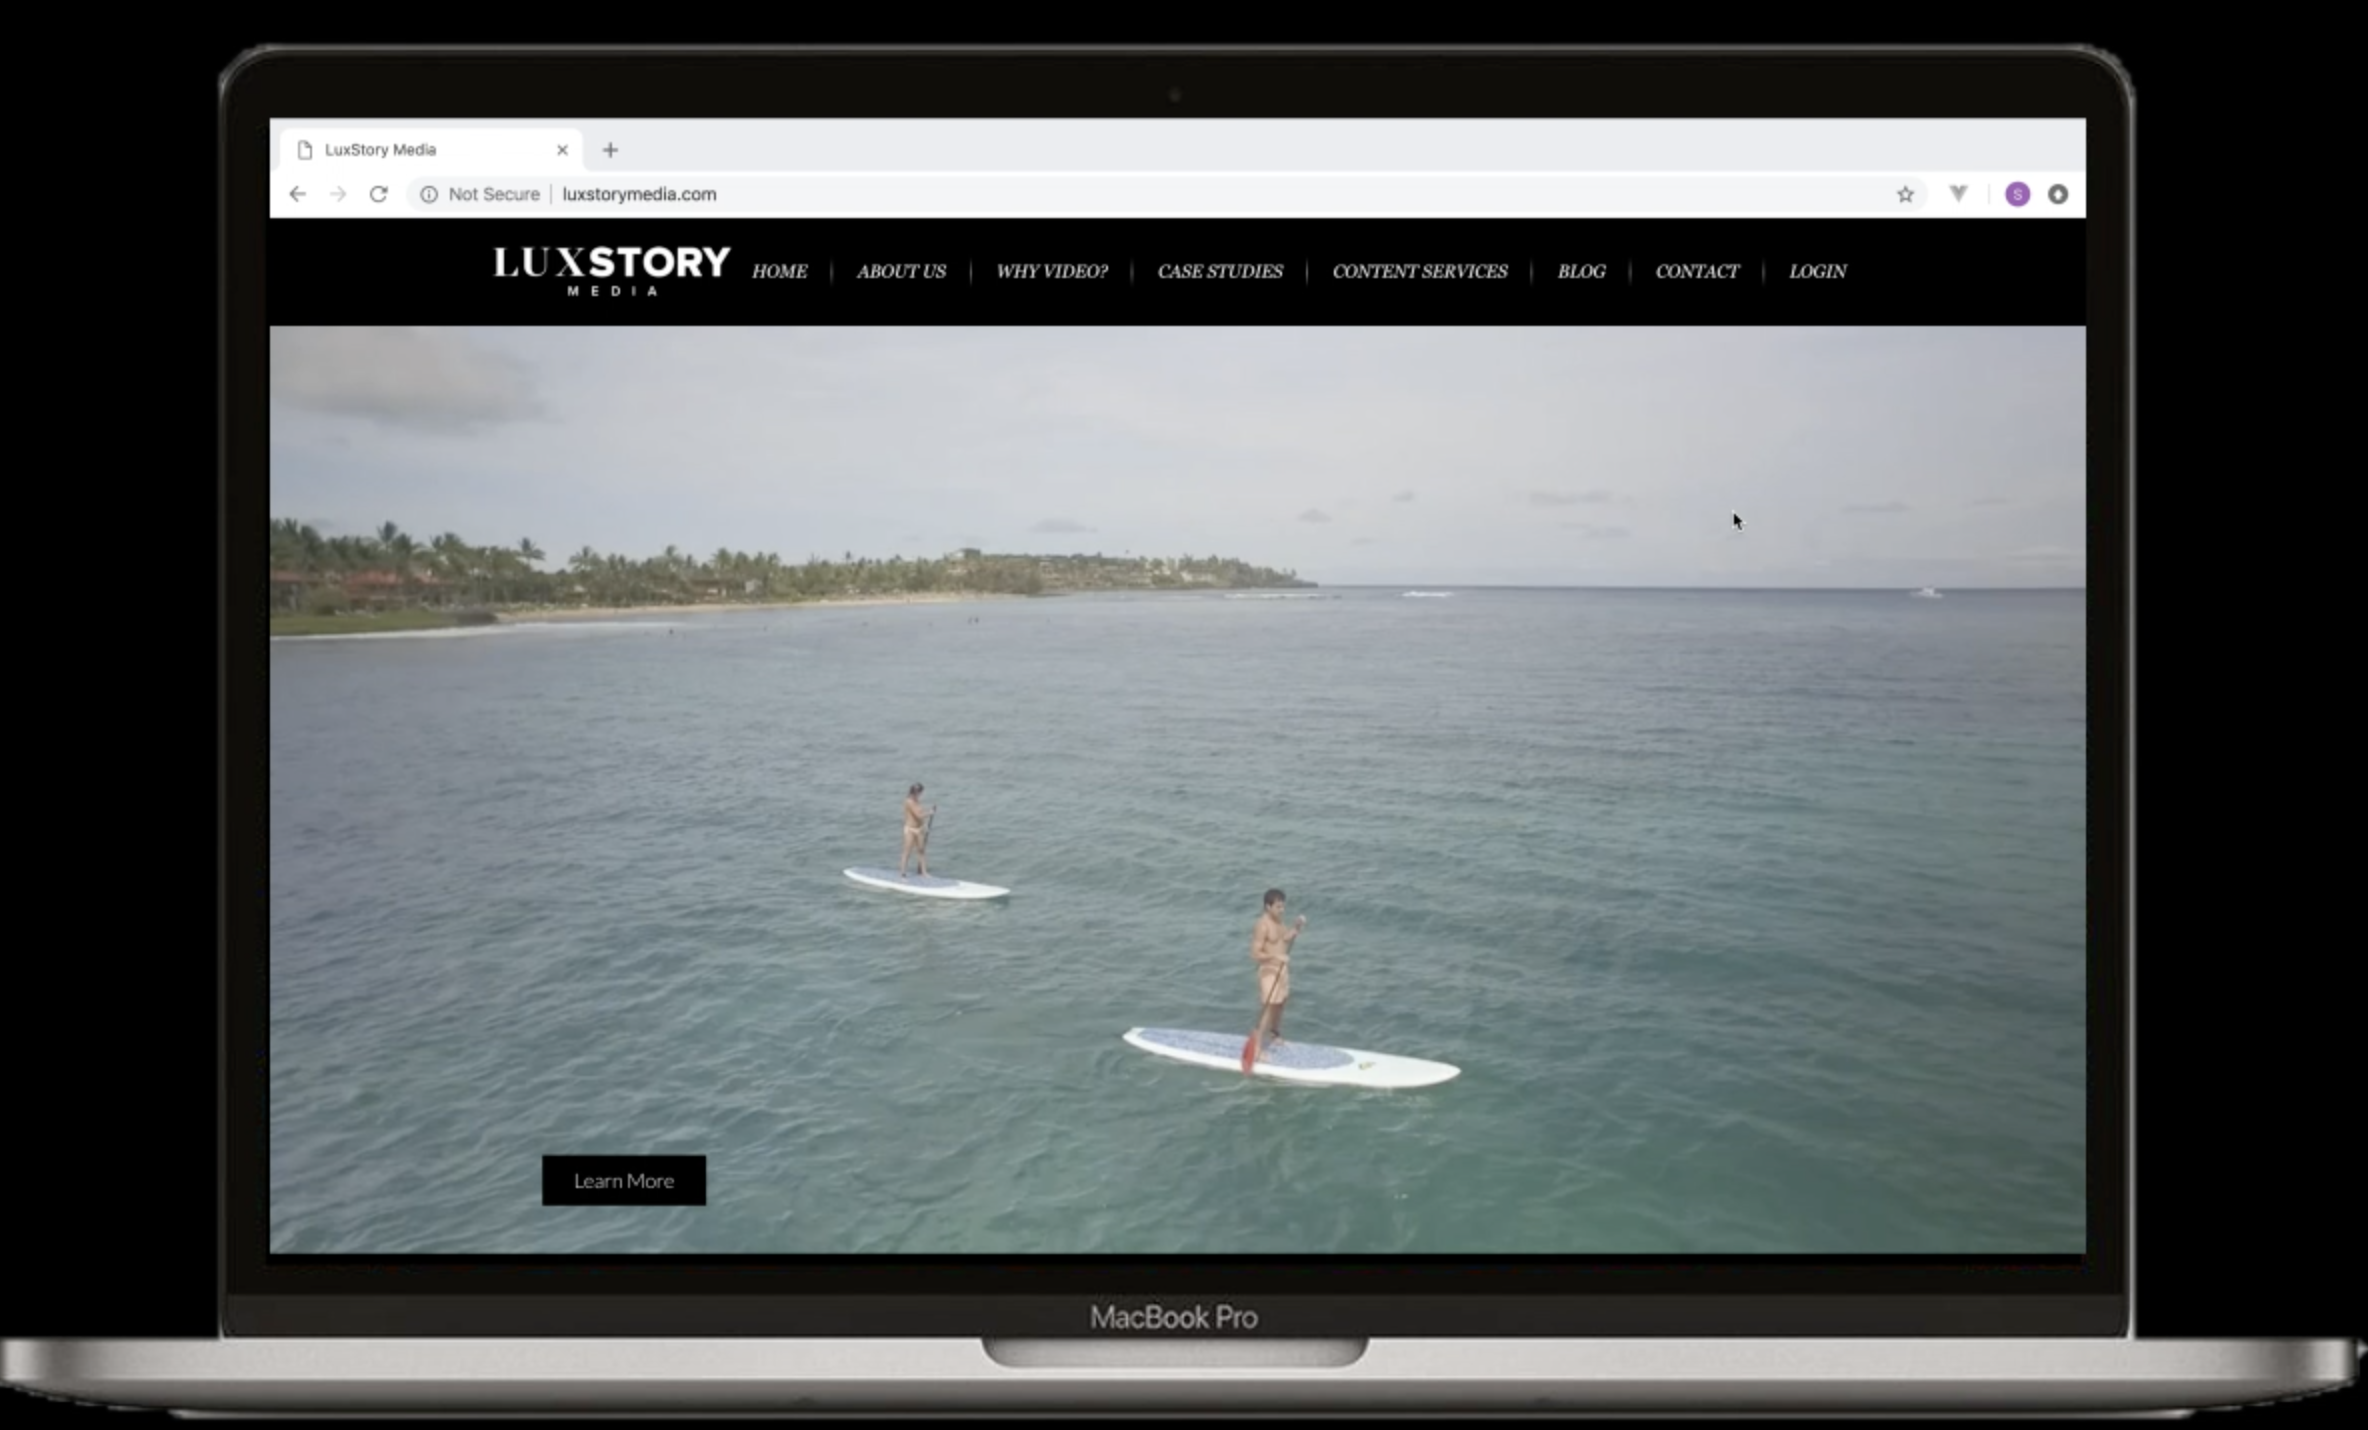 LuxStory Media
Not Secure luxstorymedia.com
S
LUXSTORY
MEDIA
HOME ABOUT US WHY VIDEO? CASE STUDIES CONTENT SERVICES BLOG CONTACT LOGIN
Learn More
MacBook Pro